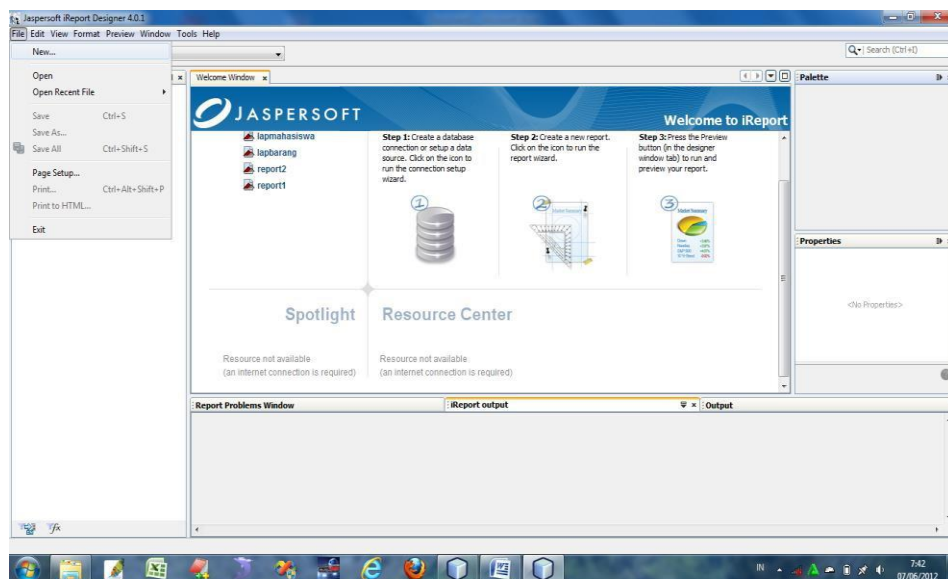 Jaspersoft iReport Designer 4.0.1
File Edit View Format Preview Window Tools Help
Search (Ctrl+I)
New...
Open
Open Recent File
Save Ctrl+S
Save As...
Save All Ctrl+Shift+S
Page Setup...
Print... Ctrl+Alt+Shift+P
Print to HTML...
Exit
Welcome Window
JASPERSOFT
Welcome to iReport
lapmahasiswa
lapbarang
report2
report1
Step 1: Create a database
connection or setup a data
source. Click on the icon to
run the connection setup
wizard.
Step 2: Create a new report.
Click on the icon to run the
report wizard.
Step 3: Press the Preview
button (in the designer
window tab) to run and
preview your report.
1
2
3
Spotlight
Resource not available
(an internet connection is required)
Resource Center
Resource not available
(an internet connection is required)
Palette
Properties
<No Properties>
Report Problems Window
iReport output
Output
fx
IN
7:42
07/06/2012